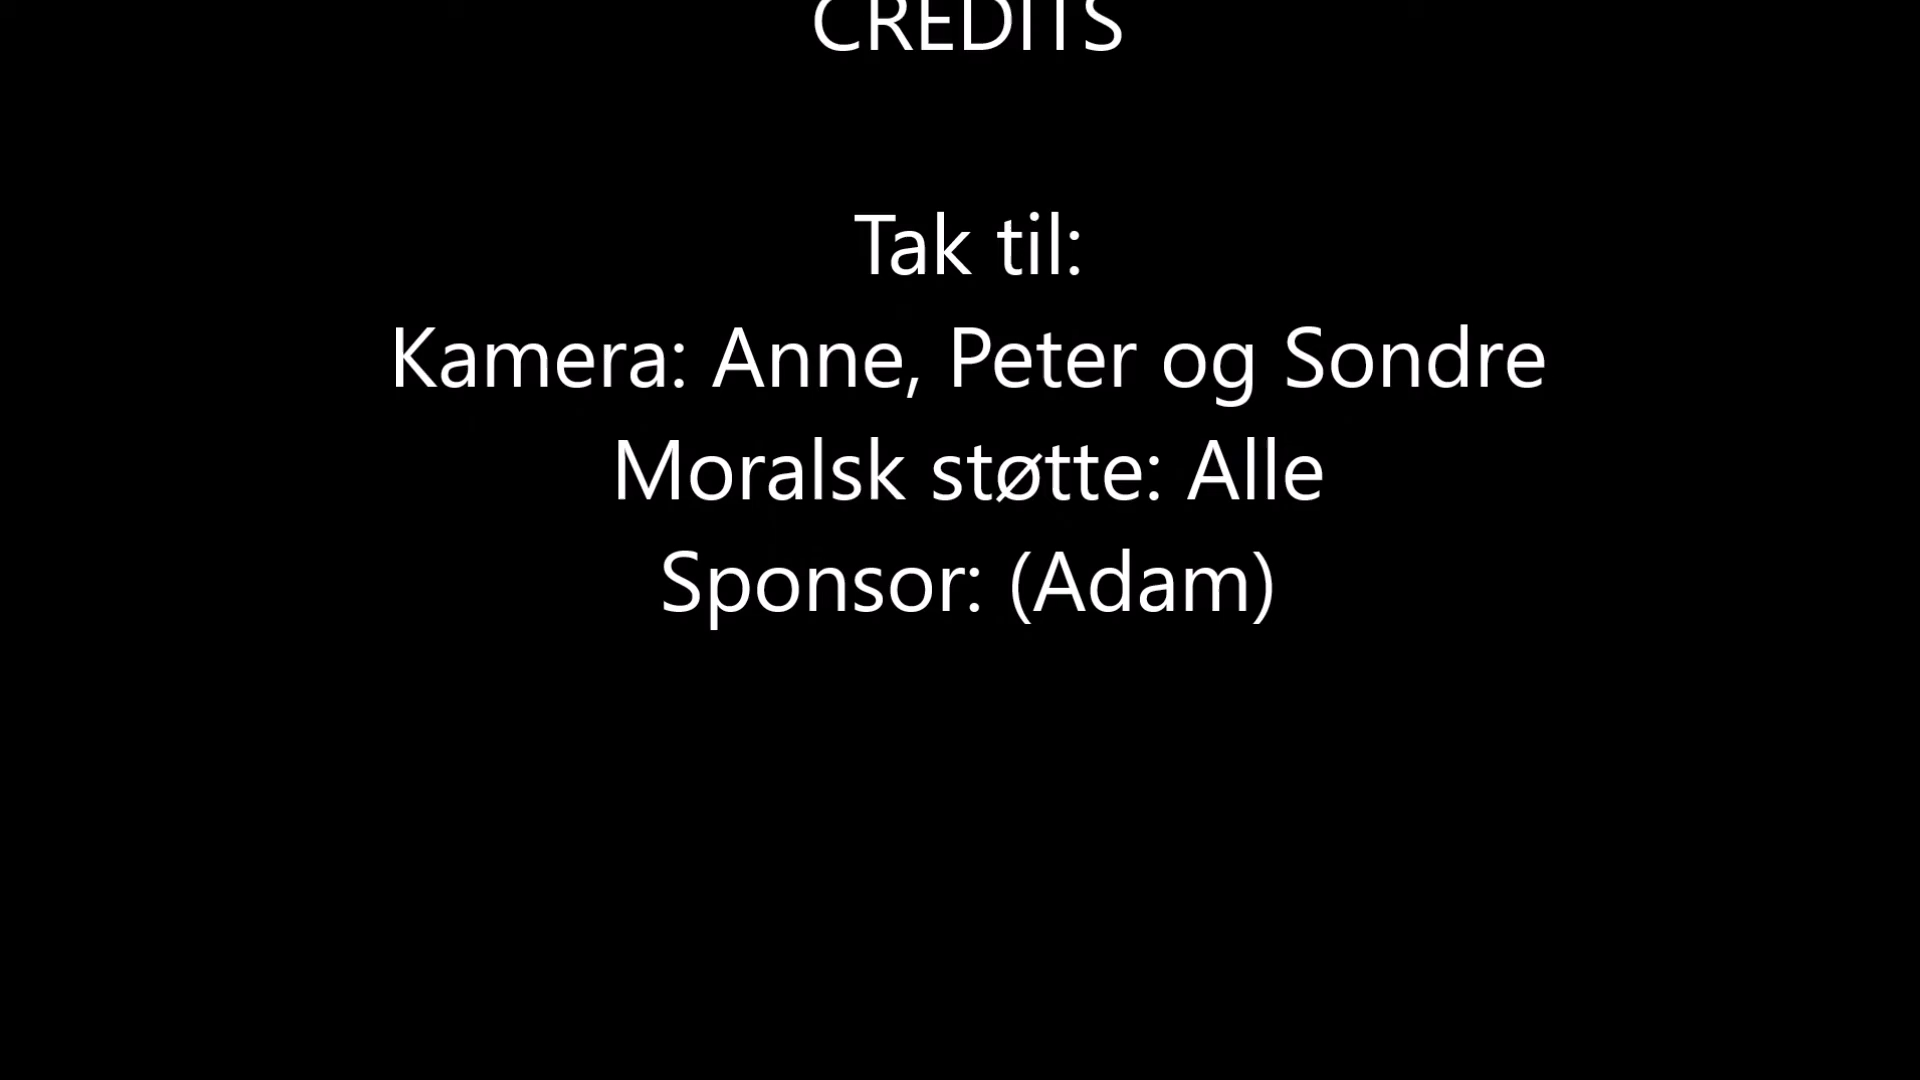 CREDITS
Tak til:
Kamera: Anne, Peter og Sondre
Moralsk støtte: Alle
Sponsor: (Adam)